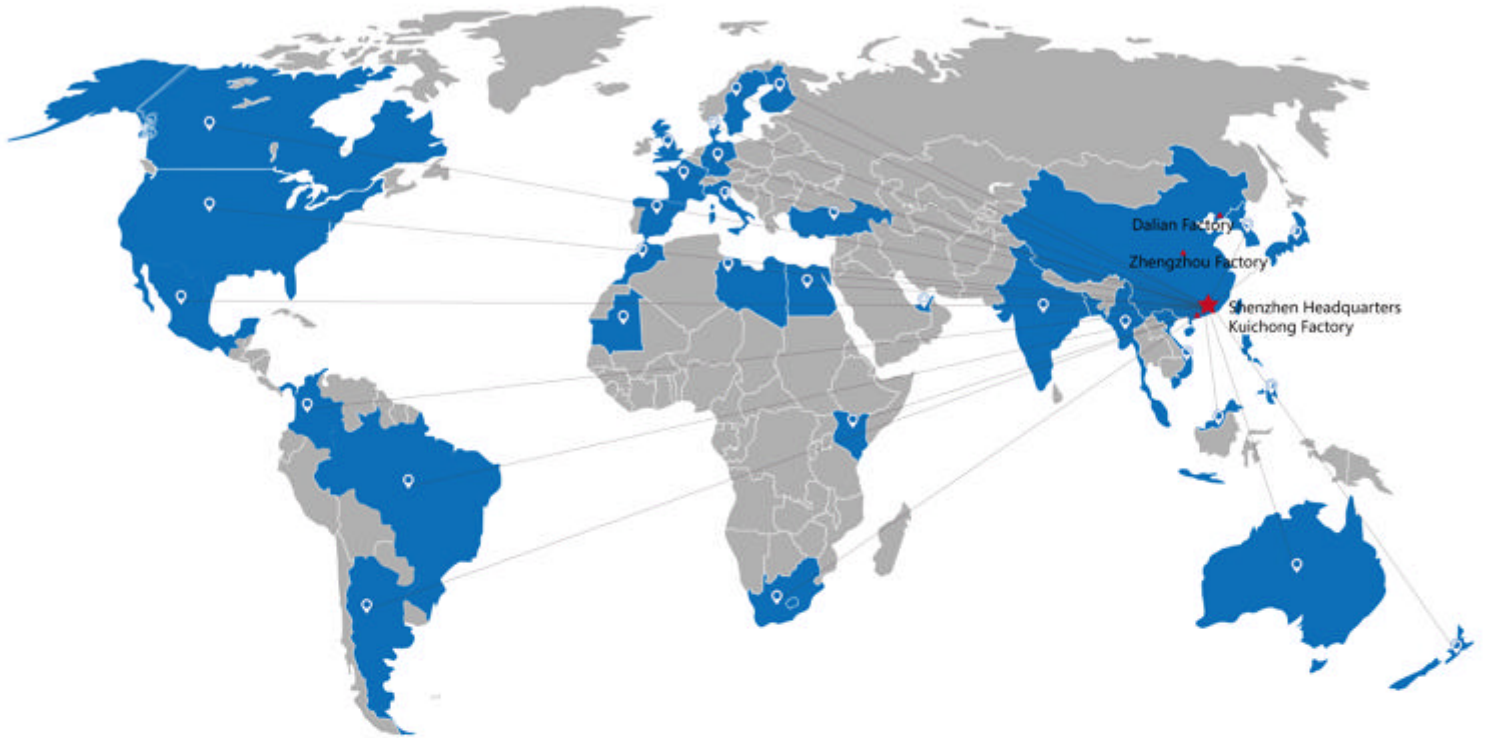 Dalian Factory
Zhengzhou Factory
Shenzhen Headquarters
Kuichong Factory